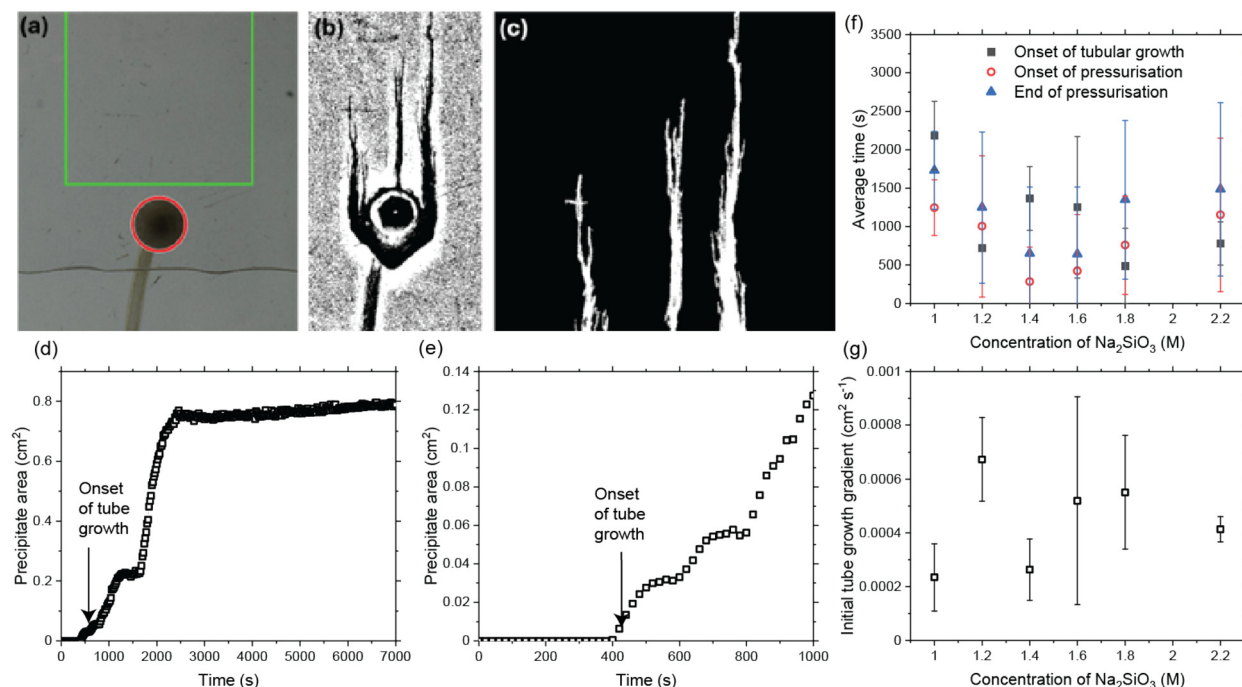 (a)
(b)
(c)
(d)
Precipitate area (cm²)
0.8
0.6
0.4
0.2
0
Onset
of tube
growth
0 1000 2000 3000 4000 5000 6000 7000
Time (s)
(e)
Precipitate area (cm²)
0.14
0.12
0.1
0.08
0.06
0.04
0.02
0
Onset
of tube
growth
0 200 400 600 800 1000
Time (s)
(f)
Average time (s)
3500
3000
2500
2000
1500
1000
500
0
Onset of tubular growth
Onset of pressurisation
End of pressurisation
1 1.2 1.4 1.6 1.8 2 2.2
Concentration of Na₂SiO₃ (M)
(g)
Initial tube growth gradient (cm² s⁻¹)
0.001
0.0008
0.0006
0.0004
0.0002
0
1 1.2 1.4 1.6 1.8 2 2.2
Concentration of Na₂SiO₃ (M)